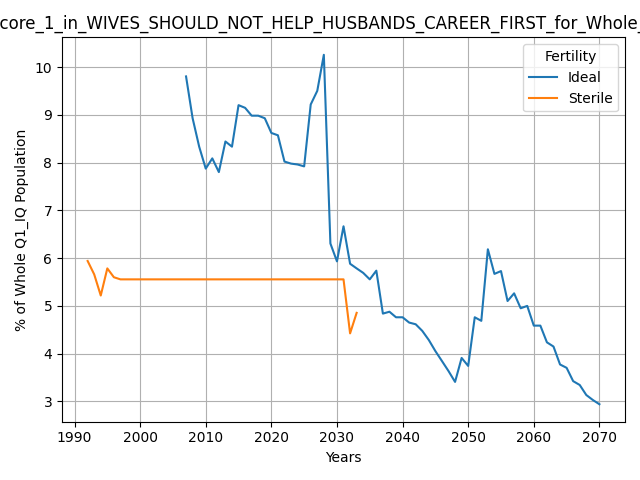 core_1_in_WIVES_SHOULD_NOT_HELP_HUSBANDS_CAREER_FIRST_for_Whole_
Fertility
Ideal
Sterile
% of Whole Q1_IQ Population
10
9
8
7
6
5
4
3
1990 2000 2010 2020 2030 2040 2050 2060 2070
Years